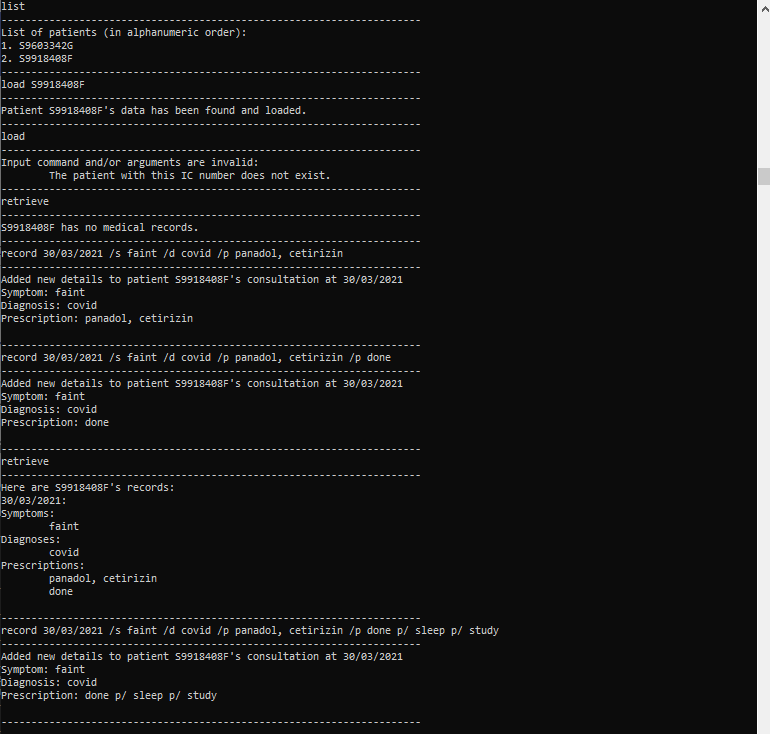 list
----------------------------------------------------------------------
List of patients (in alphanumeric order):
1. S9603342G
2. S9918408F
----------------------------------------------------------------------
load S9918408F
----------------------------------------------------------------------
Patient S9918408F's data has been found and loaded.
----------------------------------------------------------------------
load
----------------------------------------------------------------------
Input command and/or arguments are invalid:
        The patient with this IC number does not exist.
----------------------------------------------------------------------
retrieve
----------------------------------------------------------------------
S9918408F has no medical records.
----------------------------------------------------------------------
record 30/03/2021 /s faint /d covid /p panadol, cetirizin
----------------------------------------------------------------------
Added new details to patient S9918408F's consultation at 30/03/2021
Symptom: faint
Diagnosis: covid
Prescription: panadol, cetirizin

----------------------------------------------------------------------
record 30/03/2021 /s faint /d covid /p panadol, cetirizin /p done
----------------------------------------------------------------------
Added new details to patient S9918408F's consultation at 30/03/2021
Symptom: faint
Diagnosis: covid
Prescription: done

----------------------------------------------------------------------
retrieve
----------------------------------------------------------------------
Here are S9918408F's records:
30/03/2021:
Symptoms:
        faint
Diagnoses:
        covid
Prescriptions:
        panadol, cetirizin
        done

----------------------------------------------------------------------
record 30/03/2021 /s faint /d covid /p panadol, cetirizin /p done p/ sleep p/ study
----------------------------------------------------------------------
Added new details to patient S9918408F's consultation at 30/03/2021
Symptom: faint
Diagnosis: covid
Prescription: done p/ sleep p/ study

----------------------------------------------------------------------